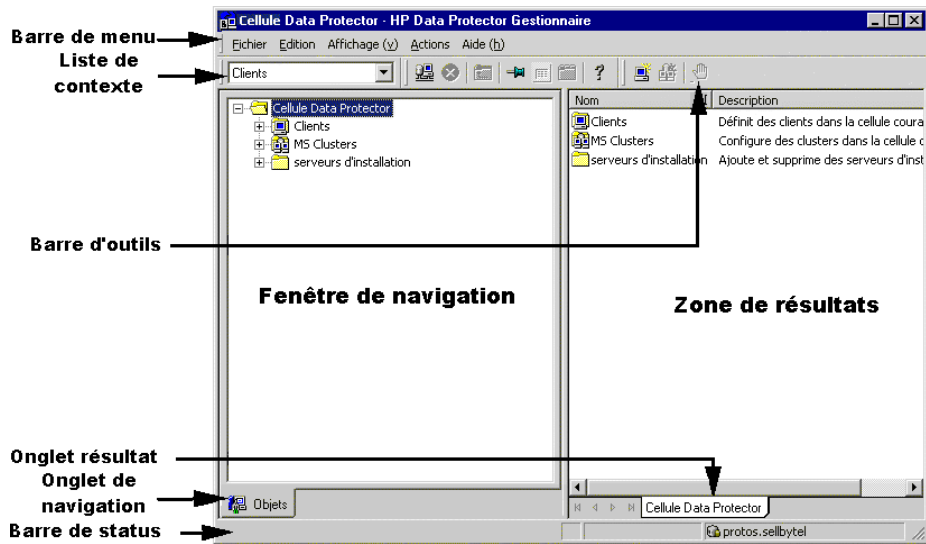 Cellule Data Protector - HP Data Protector Gestionnaire
Barre de menu
Fichier Edition Affichage (v) Actions Aide (h)
Liste de
contexte
Clients
Cellule Data Protector
Clients
MS Clusters
serveurs d'installation
Nom Description
Clients Définit des clients dans la cellule coura
MS Clusters Configure des clusters dans la cellule c
serveurs d'installation Ajoute et supprime des serveurs d'inst
Barre d'outils
Fenêtre de navigation
Zone de résultats
Onglet résultat
Onglet de
navigation
Objets
Cellule Data Protector
Barre de status
protos.sellbytel